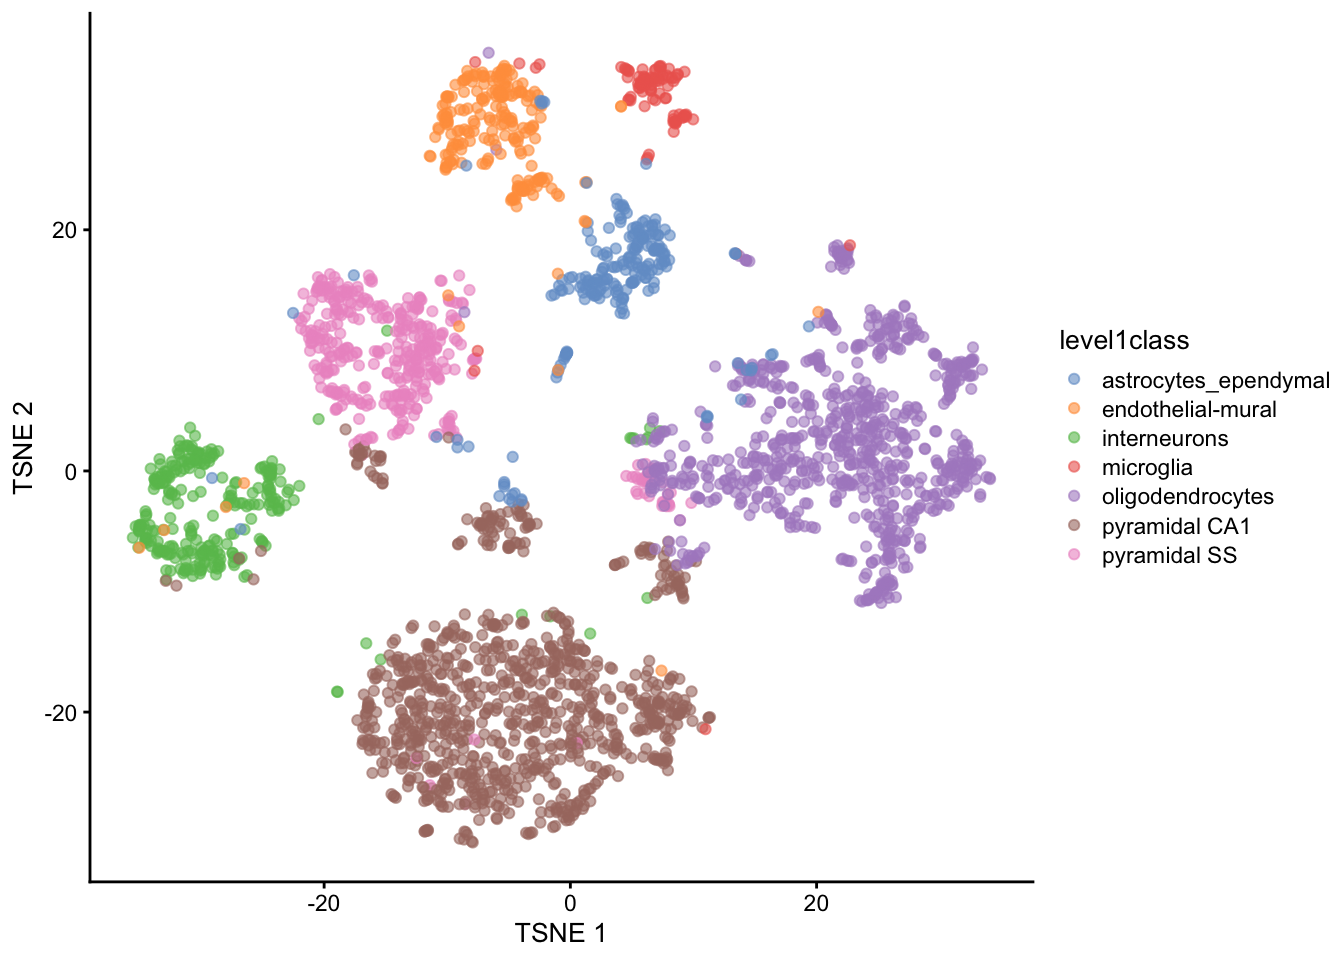 TSNE 2
20
0
-20
-20
0
20
TSNE 1
level1class
astrocytes_ependymal
endothelial-mural
interneurons
microglia
oligodendrocytes
pyramidal CA1
pyramidal SS